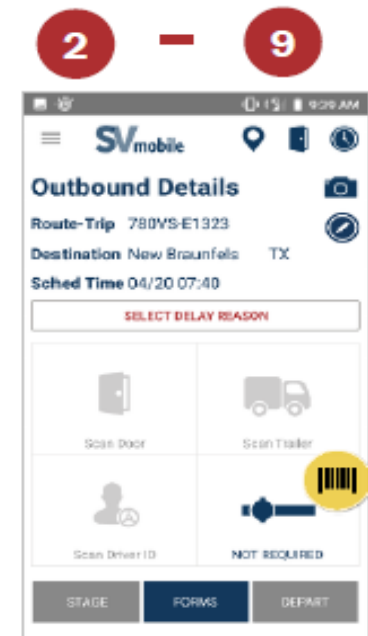 2 - 9
9:39 AM
SVmobile
Outbound Details
Route-Trip 780VS-E1323
Destination New Braunfels TX
Sched Time 04/20 07:40
SELECT DELAY REASON
Scan Door Scan Trailer
Scan Driver ID NOT REQUIRED
STAGE FORMS DEPART